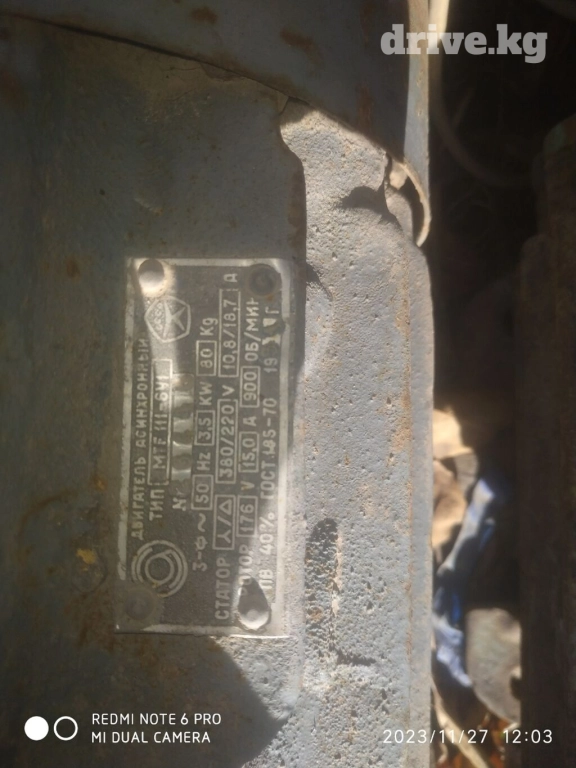 drive.kg
ДВИГАТЕЛЬ АСИНХРОННЫЙ
ТИП MTF 111-6У1
№
3-ф ~ 50 Hz 3.5 KW 80 Kg
СТАТОР 人/△ 380/220 V 10,8/18.7 А
РОТОР 176 V 15,0 А 900 ОБ/МИН
ПВ 40% ГОСТ 185-70 19 Г
REDMI NOTE 6 PRO
MI DUAL CAMERA
2023/11/27 12:03